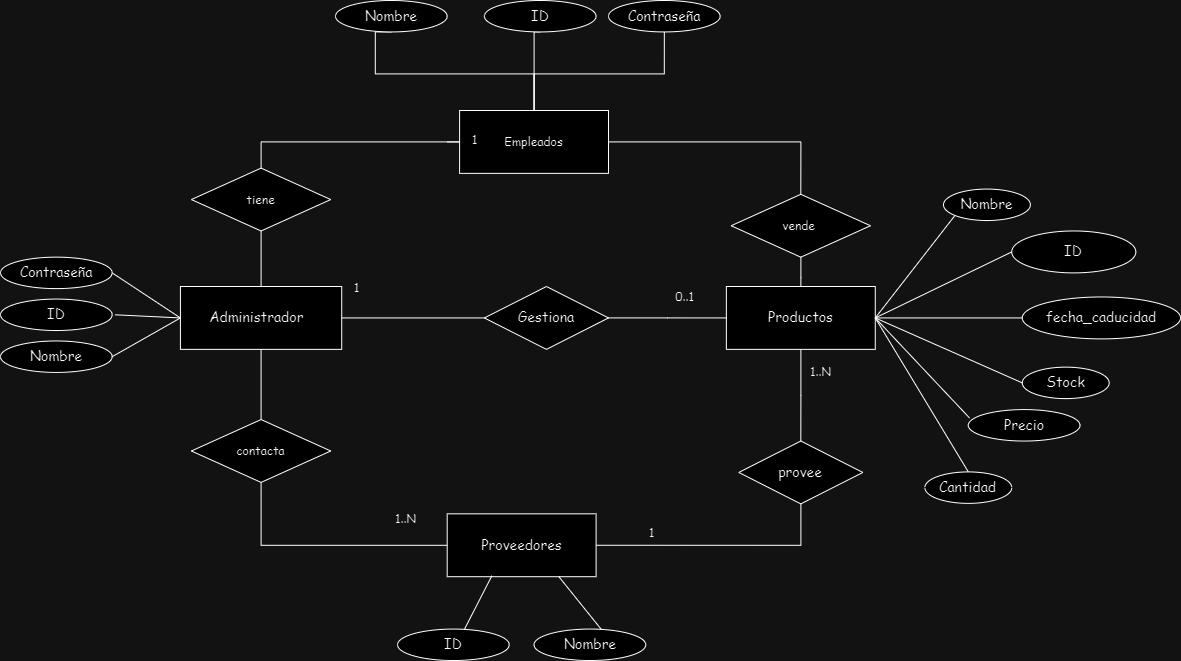 Nombre
ID
Contraseña
1
Empleados
tiene
vende
Nombre
ID
Contraseña
ID
Nombre
Administrador
1
Gestiona
0..1
Productos
fecha_caducidad
Stock
1..N
Precio
contacta
provee
Cantidad
1..N
Proveedores
1
ID
Nombre